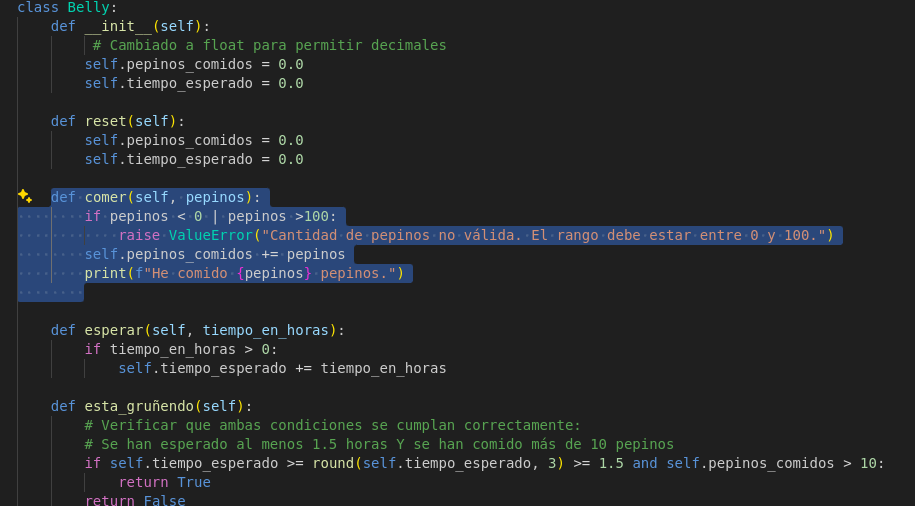 class Belly:
    def __init__(self):
         # Cambiado a float para permitir decimales
        self.pepinos_comidos = 0.0
        self.tiempo_esperado = 0.0
    def reset(self):
        self.pepinos_comidos = 0.0
        self.tiempo_esperado = 0.0
    def comer(self, pepinos):
        if pepinos < 0 | pepinos >100:
            raise ValueError("Cantidad de pepinos no válida. El rango debe estar entre 0 y 100.")
        self.pepinos_comidos += pepinos
        print(f"He comido {pepinos} pepinos.")
    def esperar(self, tiempo_en_horas):
        if tiempo_en_horas > 0:
            self.tiempo_esperado += tiempo_en_horas
    def esta_gruñendo(self):
        # Verificar que ambas condiciones se cumplan correctamente:
        # Se han esperado al menos 1.5 horas Y se han comido más de 10 pepinos
        if self.tiempo_esperado >= round(self.tiempo_esperado, 3) >= 1.5 and self.pepinos_comidos > 10:
            return True
        return False